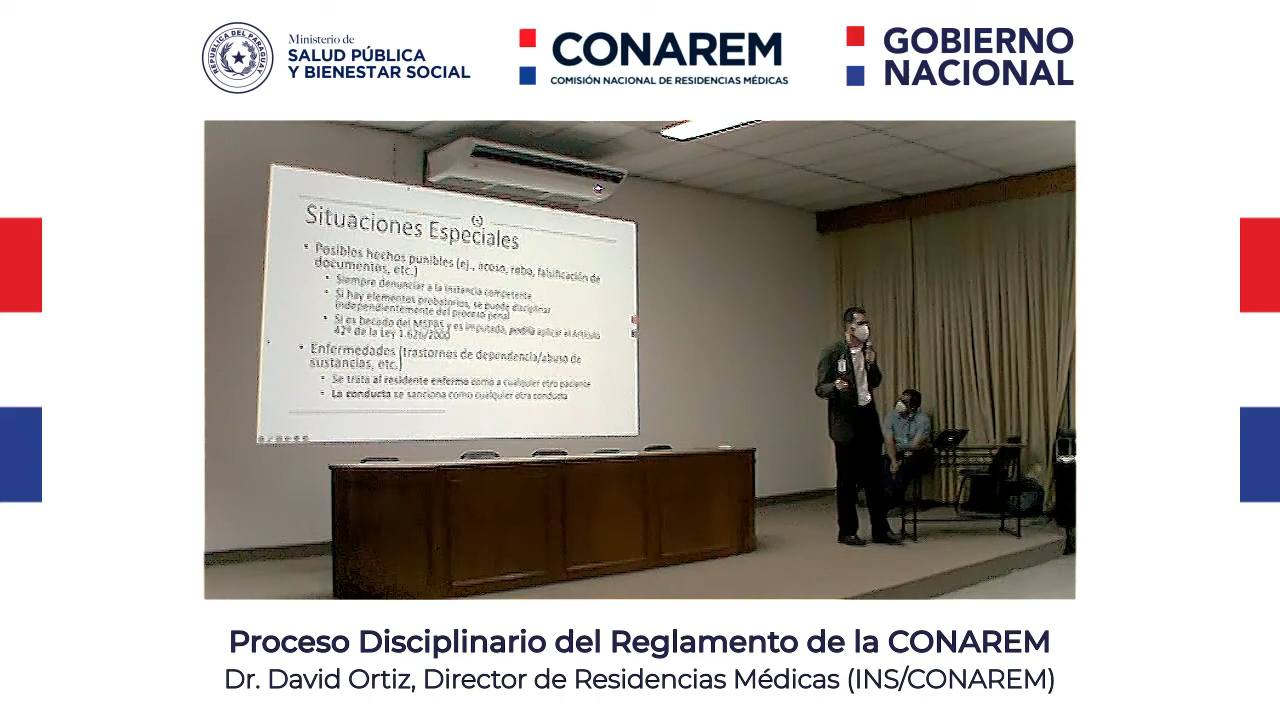 REPÚBLICA DEL PARAGUAY
Ministerio de
SALUD PÚBLICA
Y BIENESTAR SOCIAL
CONAREM
COMISIÓN NACIONAL DE RESIDENCIAS MÉDICAS
GOBIERNO
NACIONAL
Situaciones Especiales
• Posibles hechos punibles (ej., acoso, robo, falsificación de
documentos, etc.)
• Siempre denunciar a la instancia competente
• Si hay elementos probatorios, se puede disciplinar
independientemente del proceso penal
• Si es becado del MSPBS y es imputado, podría aplicar el Artículo
42º de la Ley 1.626/2000
• Enfermedades (trastornos de dependencia/abuso de
sustancias, etc.)
• Se trata al residente enfermo como a cualquier otro paciente
• La conducta se sanciona como cualquier otra conducta
Proceso Disciplinario del Reglamento de la CONAREM
Dr. David Ortiz, Director de Residencias Médicas (INS/CONAREM)